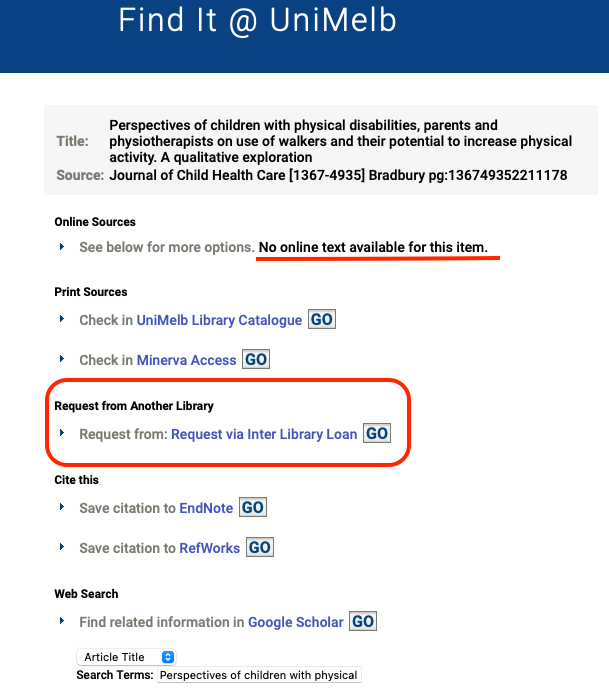 Find It @ UniMelb
Title: Perspectives of children with physical disabilities, parents and
physiotherapists on use of walkers and their potential to increase physical
activity. A qualitative exploration
Source: Journal of Child Health Care [1367-4935] Bradbury pg:136749352211178
Online Sources
See below for more options. No online text available for this item.
Print Sources
Check in UniMelb Library Catalogue GO
Check in Minerva Access GO
Request from Another Library
Request from: Request via Inter Library Loan GO
Cite this
Save citation to EndNote GO
Save citation to RefWorks GO
Web Search
Find related information in Google Scholar GO
Article Title
Search Terms: Perspectives of children with physical